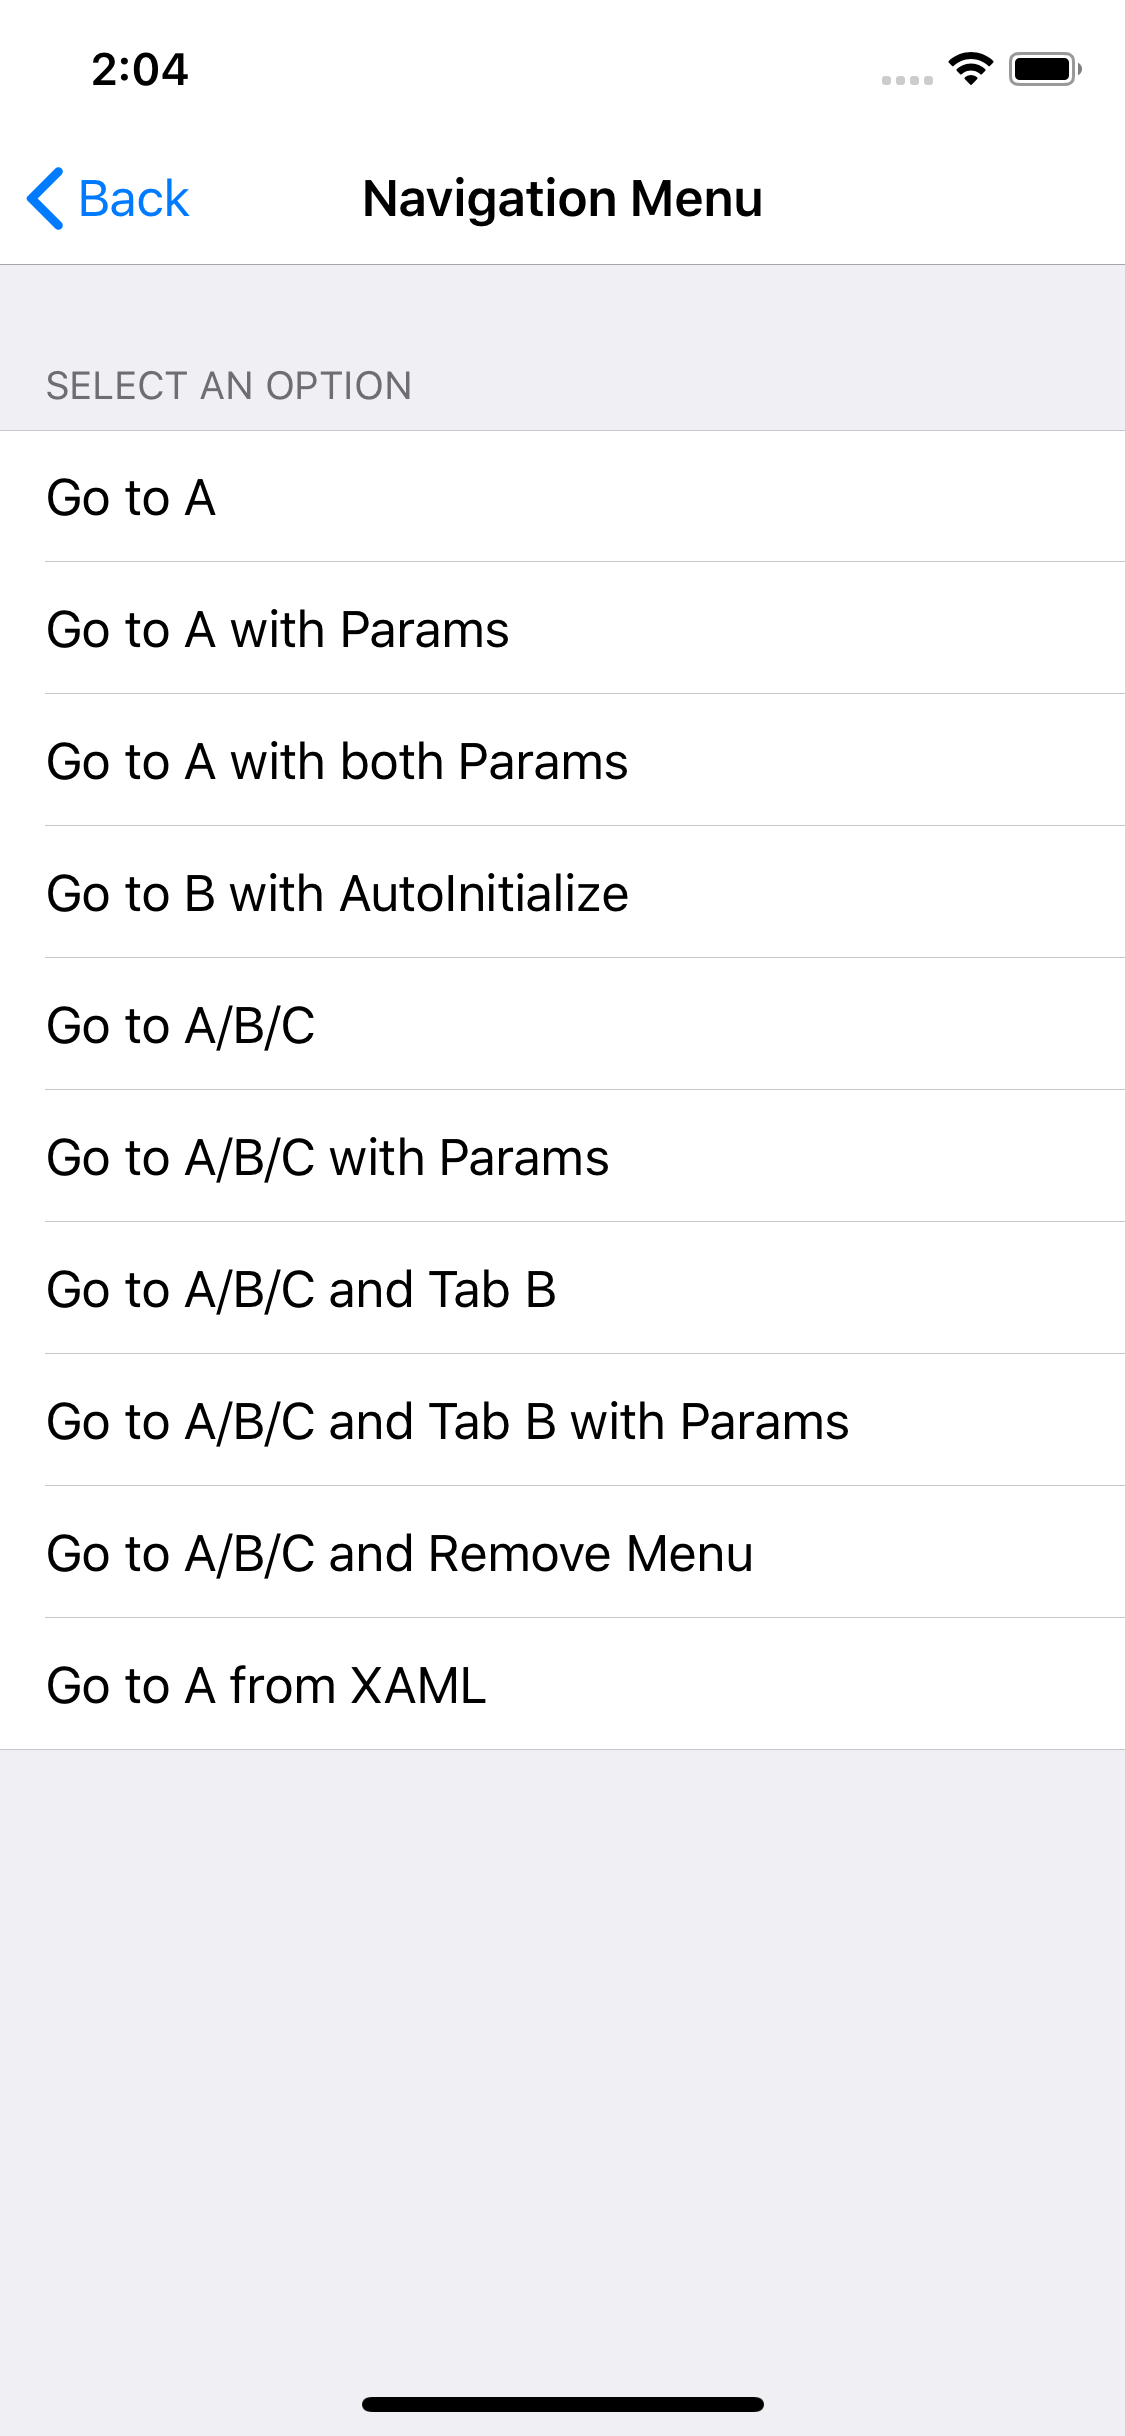 2:04
Back
Navigation Menu
SELECT AN OPTION
Go to A
Go to A with Params
Go to A with both Params
Go to B with AutoInitialize
Go to A/B/C
Go to A/B/C with Params
Go to A/B/C and Tab B
Go to A/B/C and Tab B with Params
Go to A/B/C and Remove Menu
Go to A from XAML